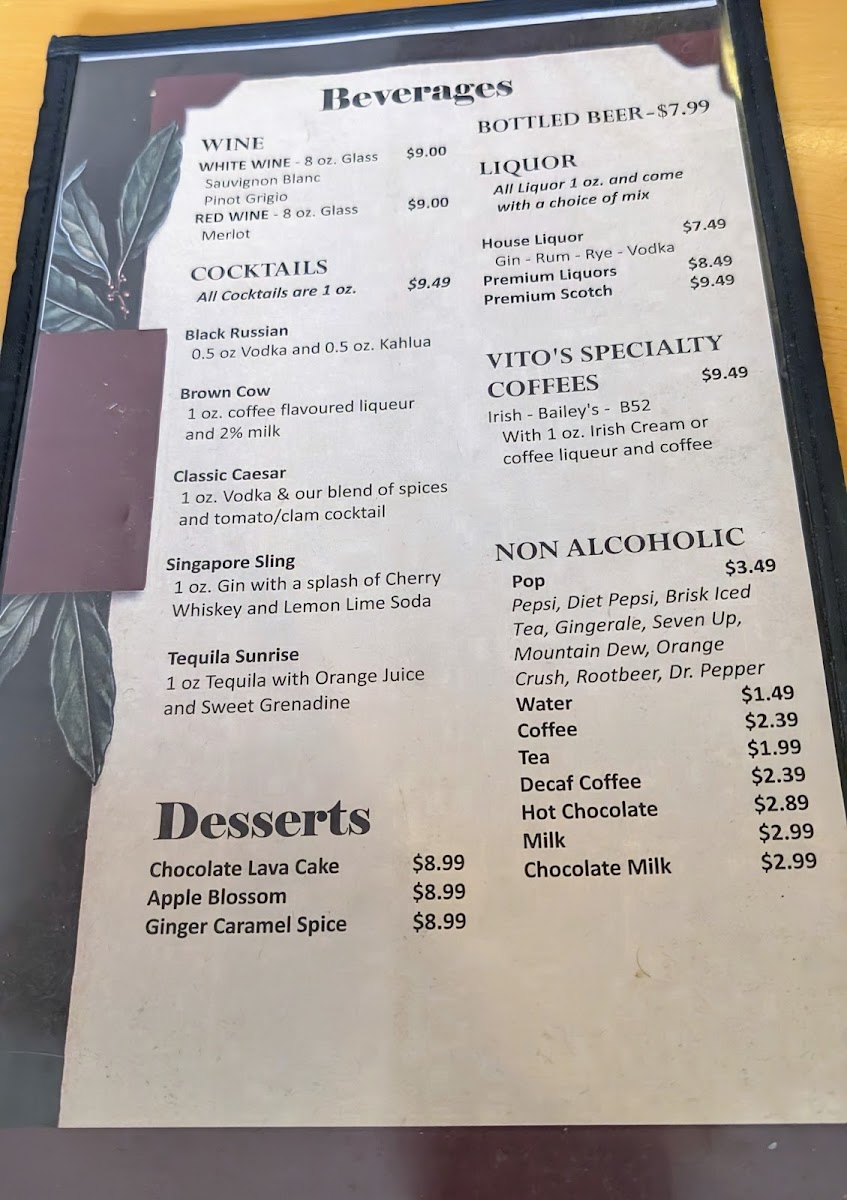 Beverages
WINE
WHITE WINE - 8 oz. Glass $9.00
Sauvignon Blanc
Pinot Grigio
RED WINE - 8 oz. Glass $9.00
Merlot
COCKTAILS
All Cocktails are 1 oz. $9.49
Black Russian
0.5 oz Vodka and 0.5 oz. Kahlua
Brown Cow
1 oz. coffee flavoured liqueur
and 2% milk
Classic Caesar
1 oz. Vodka & our blend of spices
and tomato/clam cocktail
Singapore Sling
1 oz. Gin with a splash of Cherry
Whiskey and Lemon Lime Soda
Tequila Sunrise
1 oz Tequila with Orange Juice
and Sweet Grenadine
Desserts
Chocolate Lava Cake $8.99
Apple Blossom $8.99
Ginger Caramel Spice $8.99
BOTTLED BEER-$7.99
LIQUOR
All Liquor 1 oz. and come
with a choice of mix
House Liquor $7.49
Gin - Rum - Rye - Vodka
Premium Liquors $8.49
Premium Scotch $9.49
VITO'S SPECIALTY
COFFEES $9.49
Irish - Bailey's - B52
With 1 oz. Irish Cream or
coffee liqueur and coffee
NON ALCOHOLIC
Pop $3.49
Pepsi, Diet Pepsi, Brisk Iced
Tea, Gingerale, Seven Up,
Mountain Dew, Orange
Crush, Rootbeer, Dr. Pepper
Water $1.49
Coffee $2.39
Tea $1.99
Decaf Coffee $2.39
Hot Chocolate $2.89
Milk $2.99
Chocolate Milk $2.99